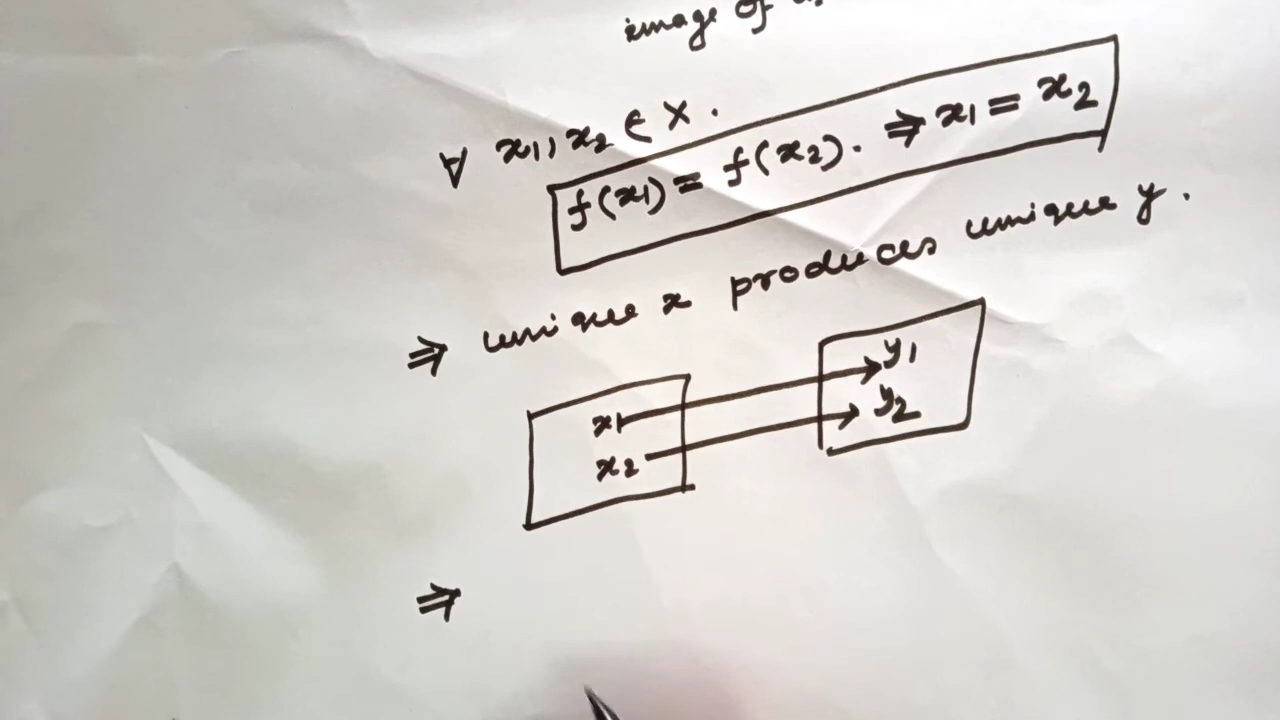 image of
∀ x1, x2 ∈ X.
f(x1) = f(x2). ⇒ x1 = x2
⇒ unique x produces unique y.
x1
x2
y1
y2
⇒